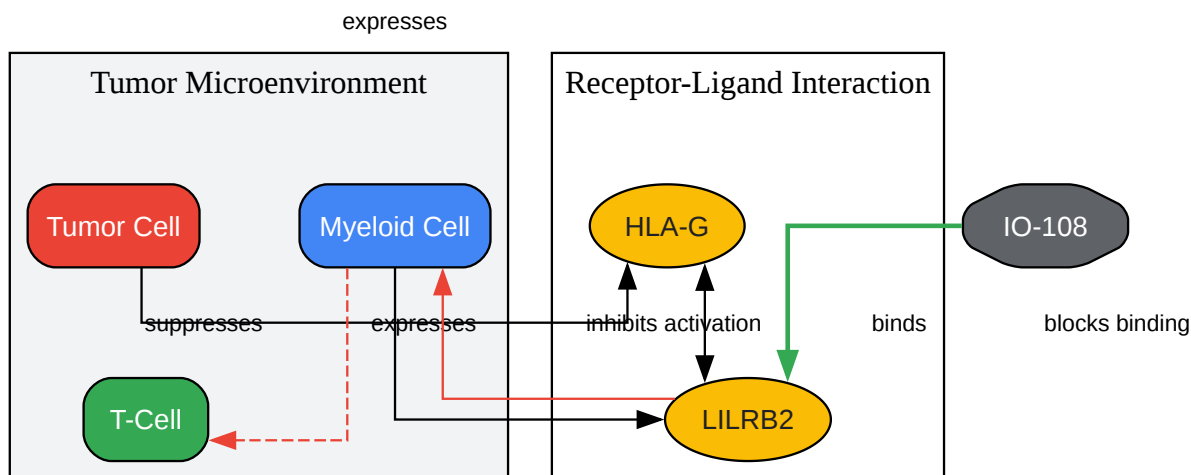 expresses
Tumor Microenvironment
Receptor-Ligand Interaction
Tumor Cell
Myeloid Cell
HLA-G
IO-108
suppresses
expresses
inhibits activation
binds
blocks binding
T-Cell
LILRB2